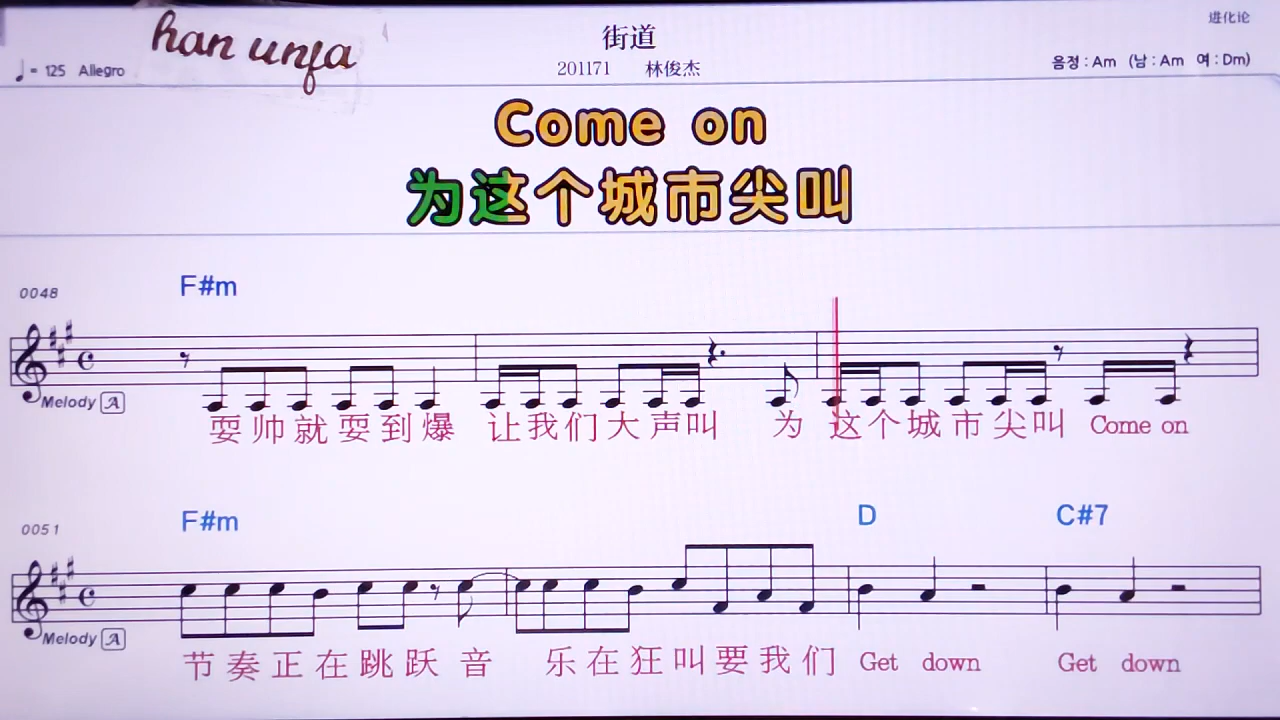 进化论
han unfa
街道
♩= 125 Allegro
201171 林俊杰
음정 : Am (남 : Am 여 : Dm)
Come on
为这个城市尖叫
F#m
0048
Melody A
耍帅就耍到爆 让我们大声叫 为 这个城市尖叫 Come on
F#m D C#7
0051
Melody A
节奏正在跳跃音 乐在狂叫要我们 Get down Get down